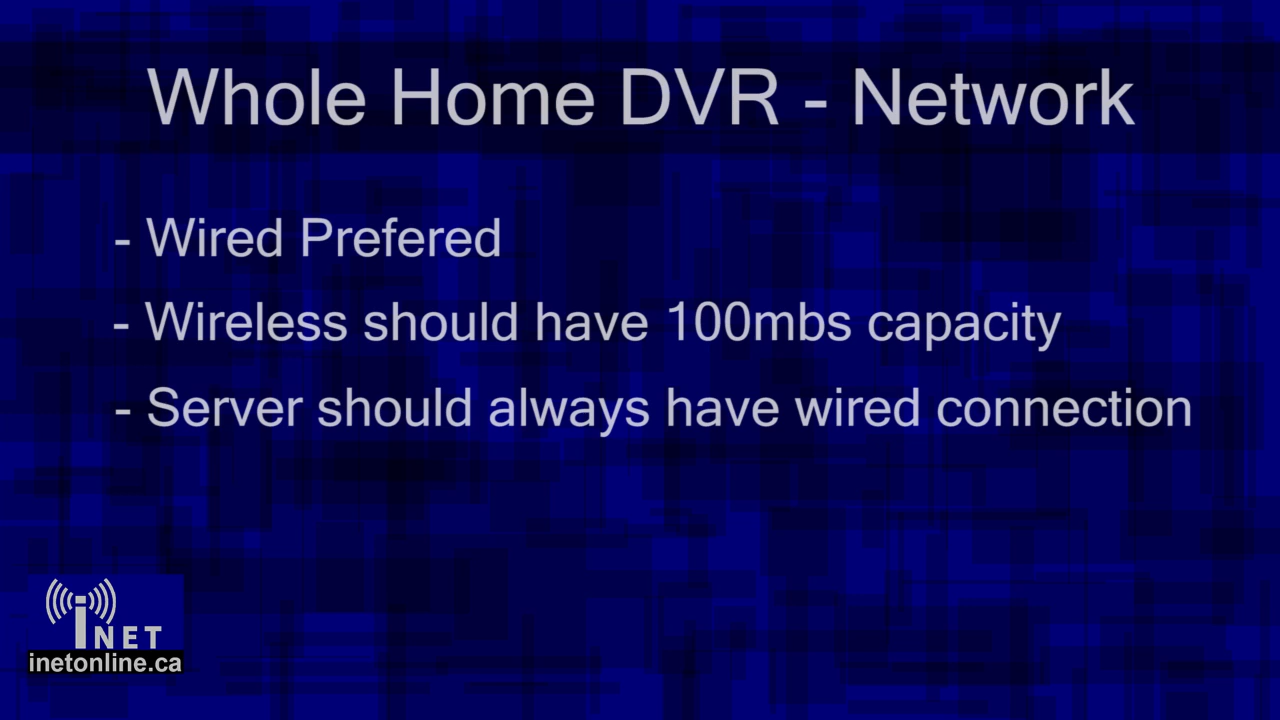 Whole Home DVR - Network
- Wired Prefered
- Wireless should have 100mbs capacity
- Server should always have wired connection
iNET
inetonline.ca